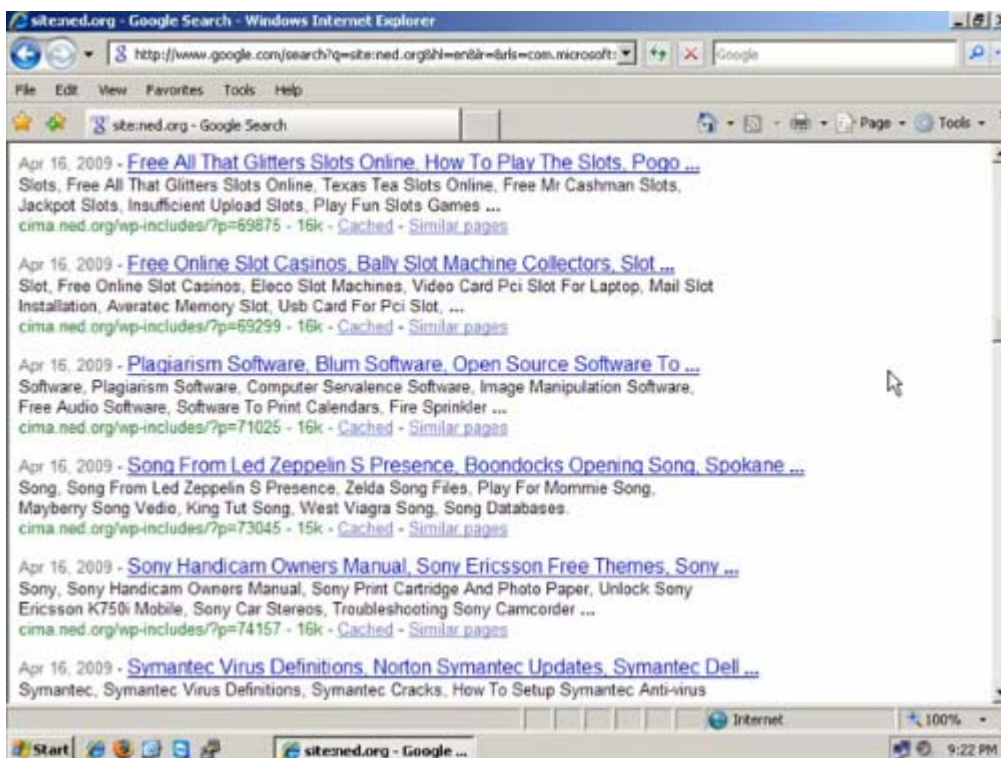 site:ned.org - Google Search - Windows Internet Explorer
http://www.google.com/search?q=site:ned.org&hl=en&lr=&rls=com.microsoft:
Google
File Edit View Favorites Tools Help
site:ned.org - Google Search
Page Tools
Apr 16, 2009 - Free All That Glitters Slots Online, How To Play The Slots, Pogo ...
Slots, Free All That Glitters Slots Online, Texas Tea Slots Online, Free Mr Cashman Slots,
Jackpot Slots, Insufficient Upload Slots, Play Fun Slots Games ...
cima.ned.org/wp-includes/?p=69875 - 16k - Cached - Similar pages
Apr 16, 2009 - Free Online Slot Casinos, Bally Slot Machine Collectors, Slot ...
Slot, Free Online Slot Casinos, Eleco Slot Machines, Video Card Pci Slot For Laptop, Mail Slot
Installation, Averatec Memory Slot, Usb Card For Pci Slot, ...
cima.ned.org/wp-includes/?p=69299 - 16k - Cached - Similar pages
Apr 16, 2009 - Plagiarism Software, Blum Software, Open Source Software To ...
Software, Plagiarism Software, Computer Servalence Software, Image Manipulation Software,
Free Audio Software, Software To Print Calendars, Fire Sprinkler ...
cima.ned.org/wp-includes/?p=71025 - 16k - Cached - Similar pages
Apr 16, 2009 - Song From Led Zeppelin S Presence, Boondocks Opening Song, Spokane ...
Song, Song From Led Zeppelin S Presence, Zelda Song Files, Play For Mommie Song,
Mayberry Song Vedio, King Tut Song, West Viagra Song, Song Databases.
cima.ned.org/wp-includes/?p=73045 - 15k - Cached - Similar pages
Apr 16, 2009 - Sony Handicam Owners Manual, Sony Ericsson Free Themes, Sony ...
Sony, Sony Handicam Owners Manual, Sony Print Cartridge And Photo Paper, Unlock Sony
Ericsson K750i Mobile, Sony Car Stereos, Troubleshooting Sony Camcorder ...
cima.ned.org/wp-includes/?p=74157 - 16k - Cached - Similar pages
Apr 16, 2009 - Symantec Virus Definitions, Norton Symantec Updates, Symantec Dell ...
Symantec, Symantec Virus Definitions, Symantec Cracks, How To Setup Symantec Anti-virus
Internet 100%
Start site:ned.org - Google ... 9:22 PM